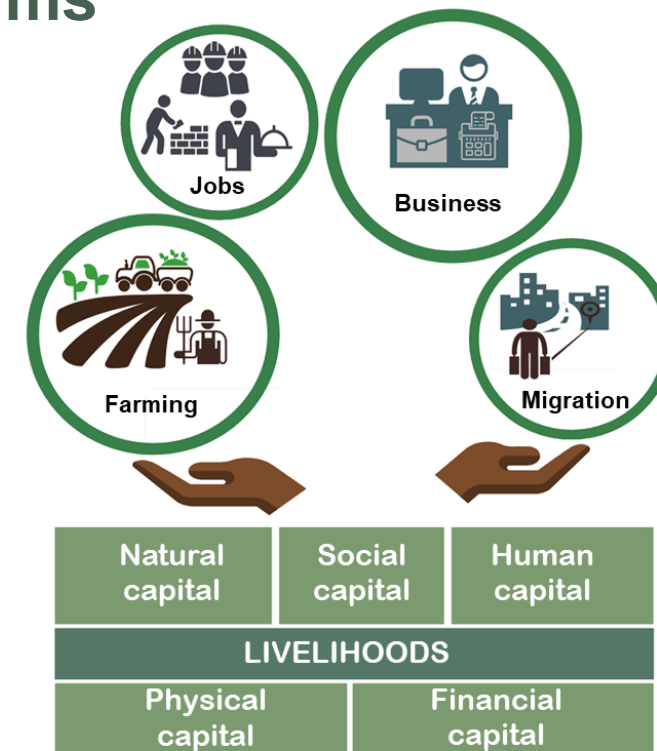 Jobs
Business
Farming
Migration
Natural
capital
Social
capital
Human
capital
LIVELIHOODS
Physical
capital
Financial
capital